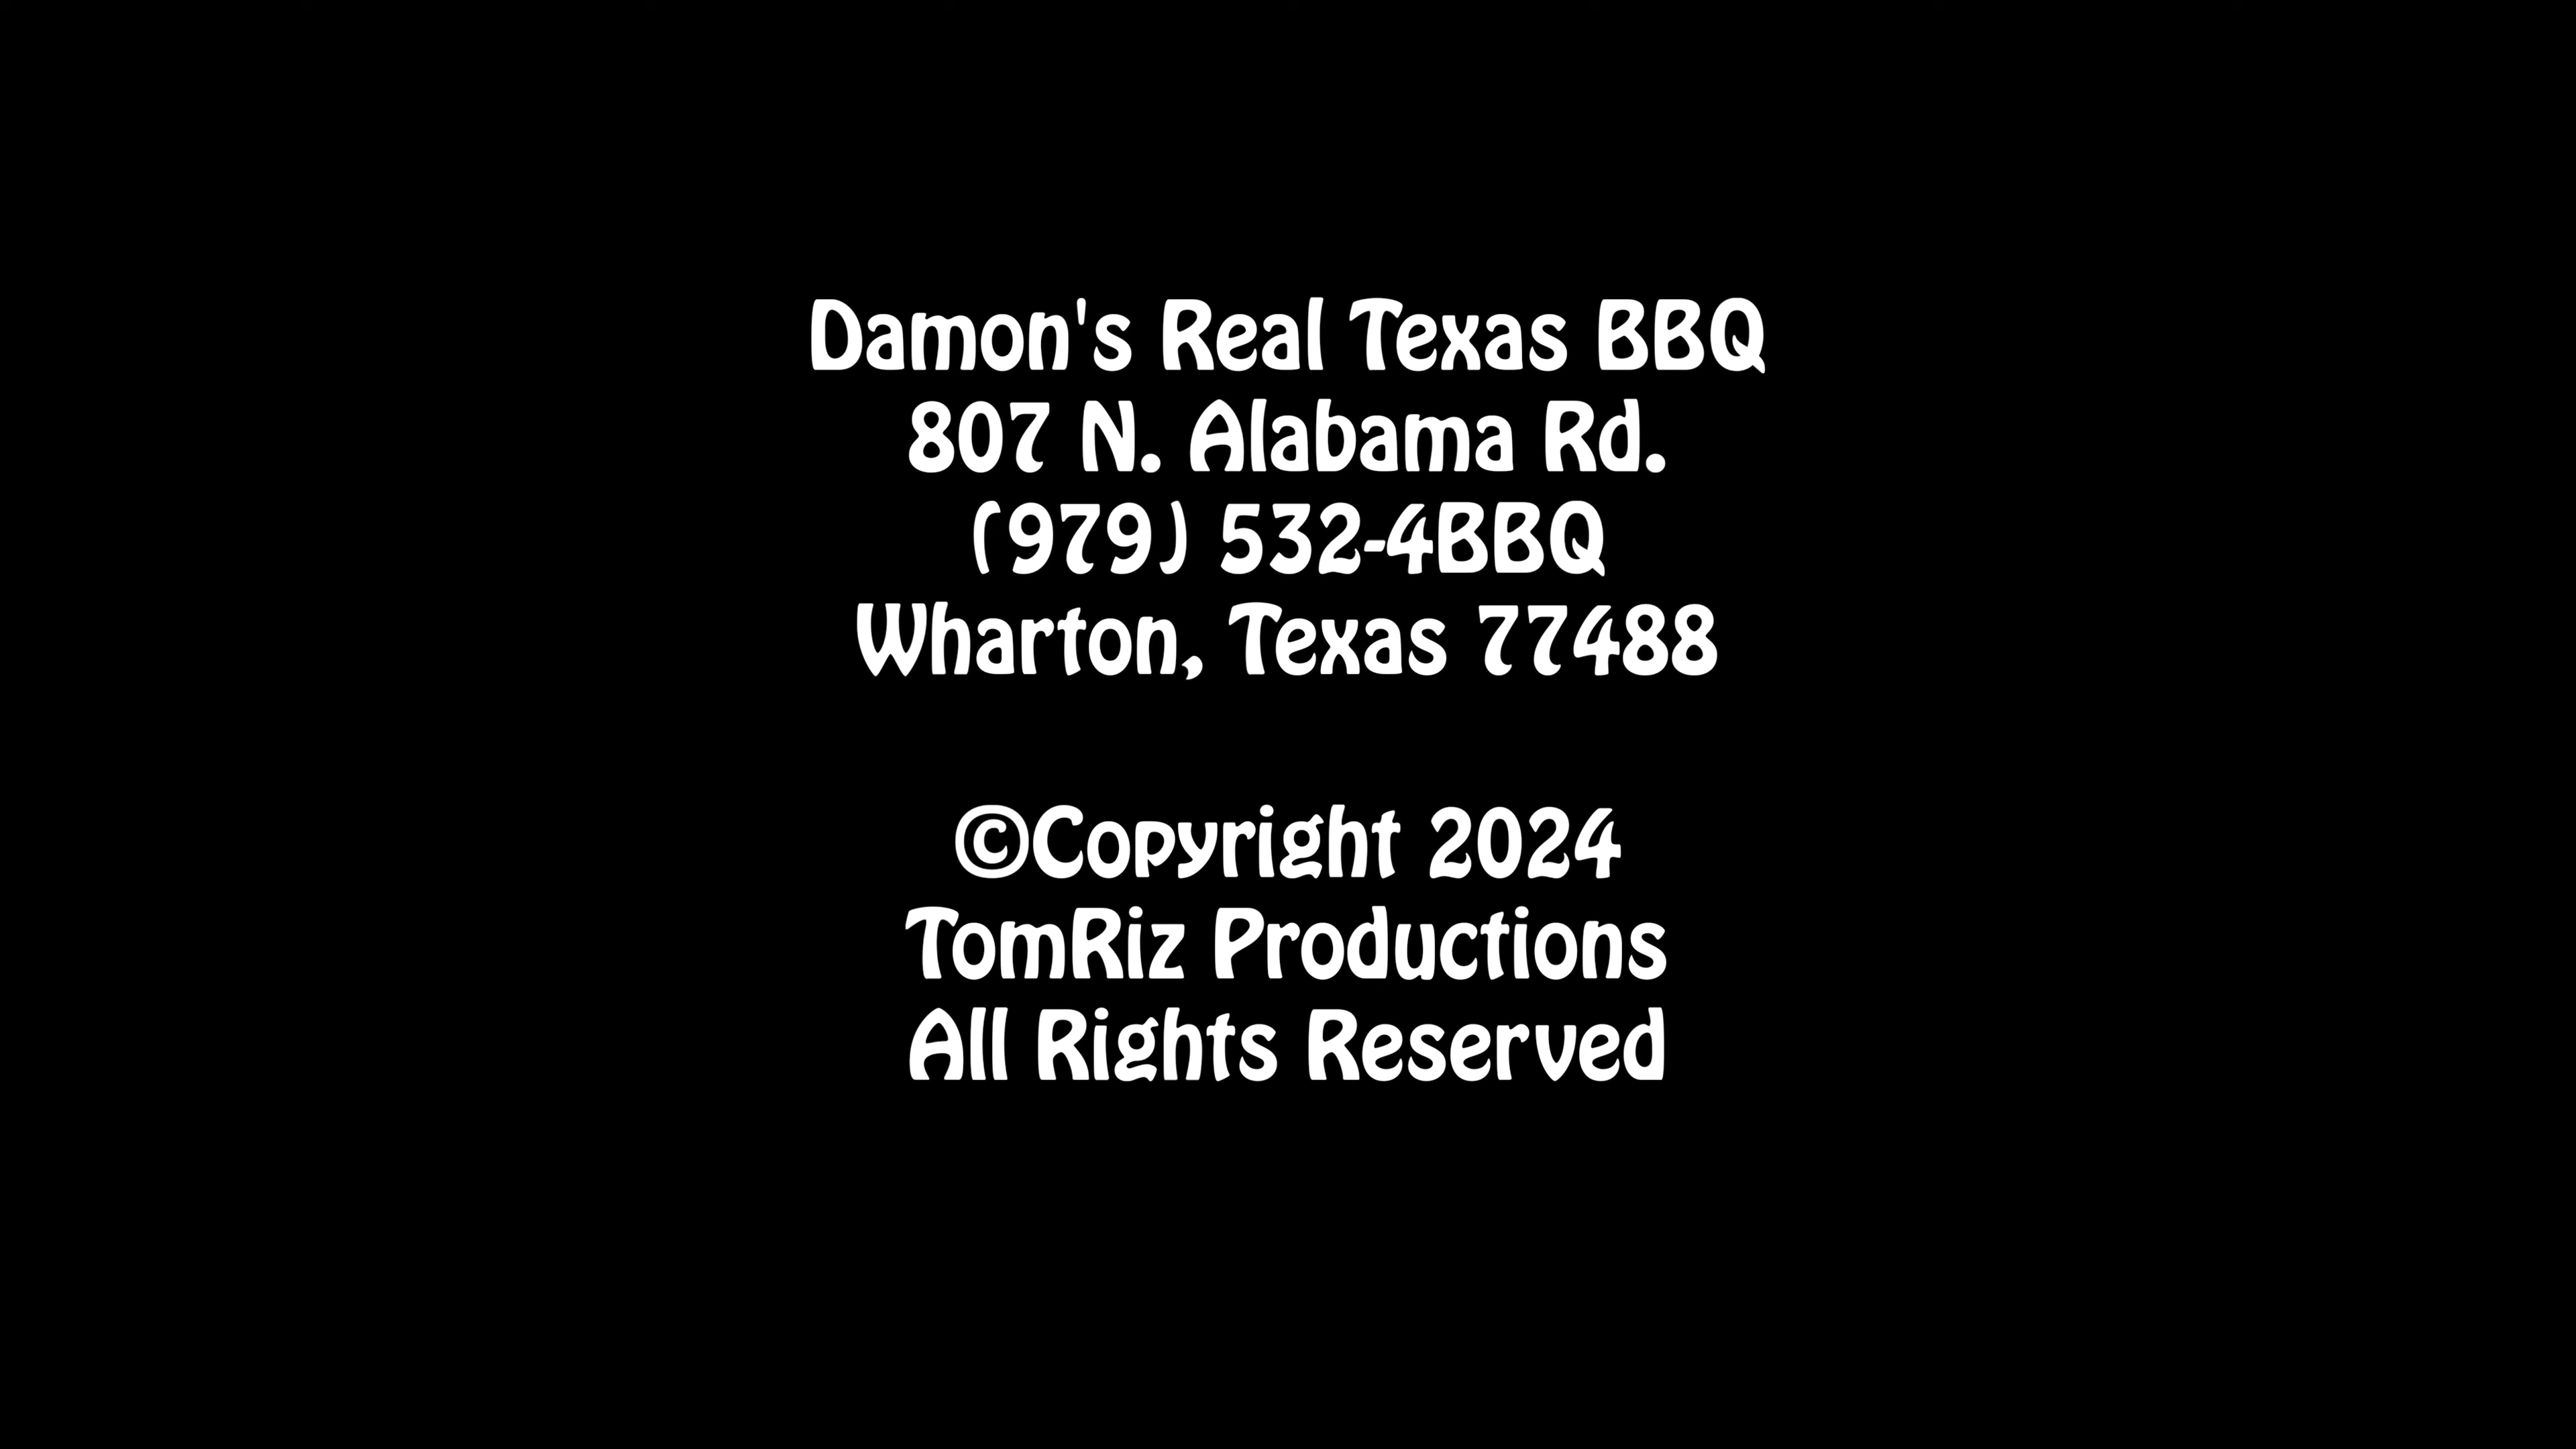 Damon's Real Texas BBQ
807 N. Alabama Rd.
(979) 532-4BBQ
Wharton, Texas 77488
©Copyright 2024
TomRiz Productions
All Rights Reserved